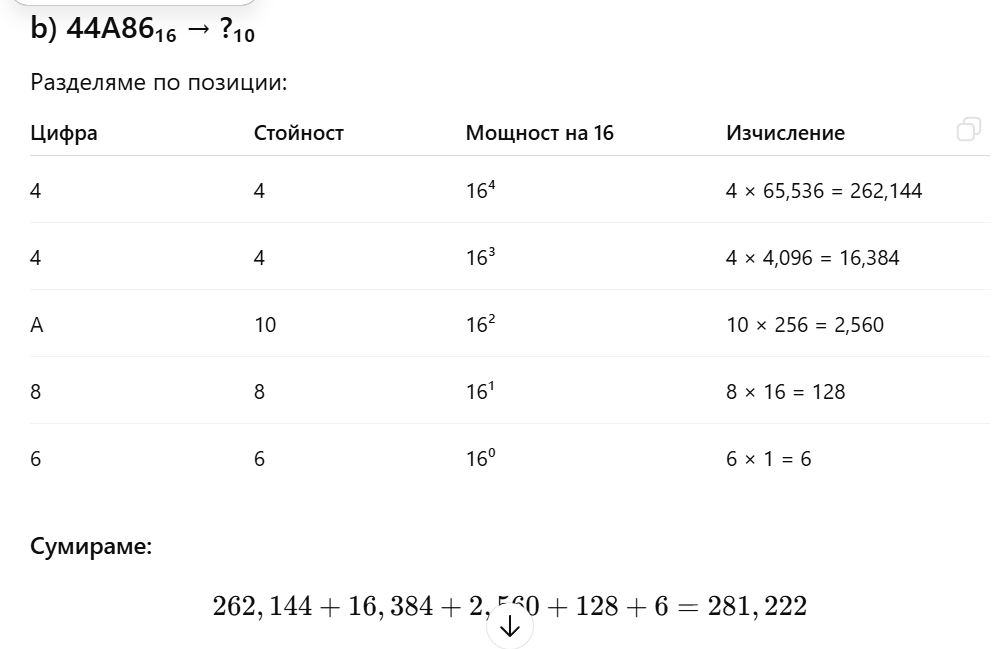 b) 44A86₁₆ → ?₁₀
Разделяме по позиции:
Цифра Стойност Мощност на 16 Изчисление
4 4 16⁴ 4 × 65,536 = 262,144
4 4 16³ 4 × 4,096 = 16,384
A 10 16² 10 × 256 = 2,560
8 8 16¹ 8 × 16 = 128
6 6 16⁰ 6 × 1 = 6
Сумираме:
262,144 + 16,384 + 2,560 + 128 + 6 = 281,222